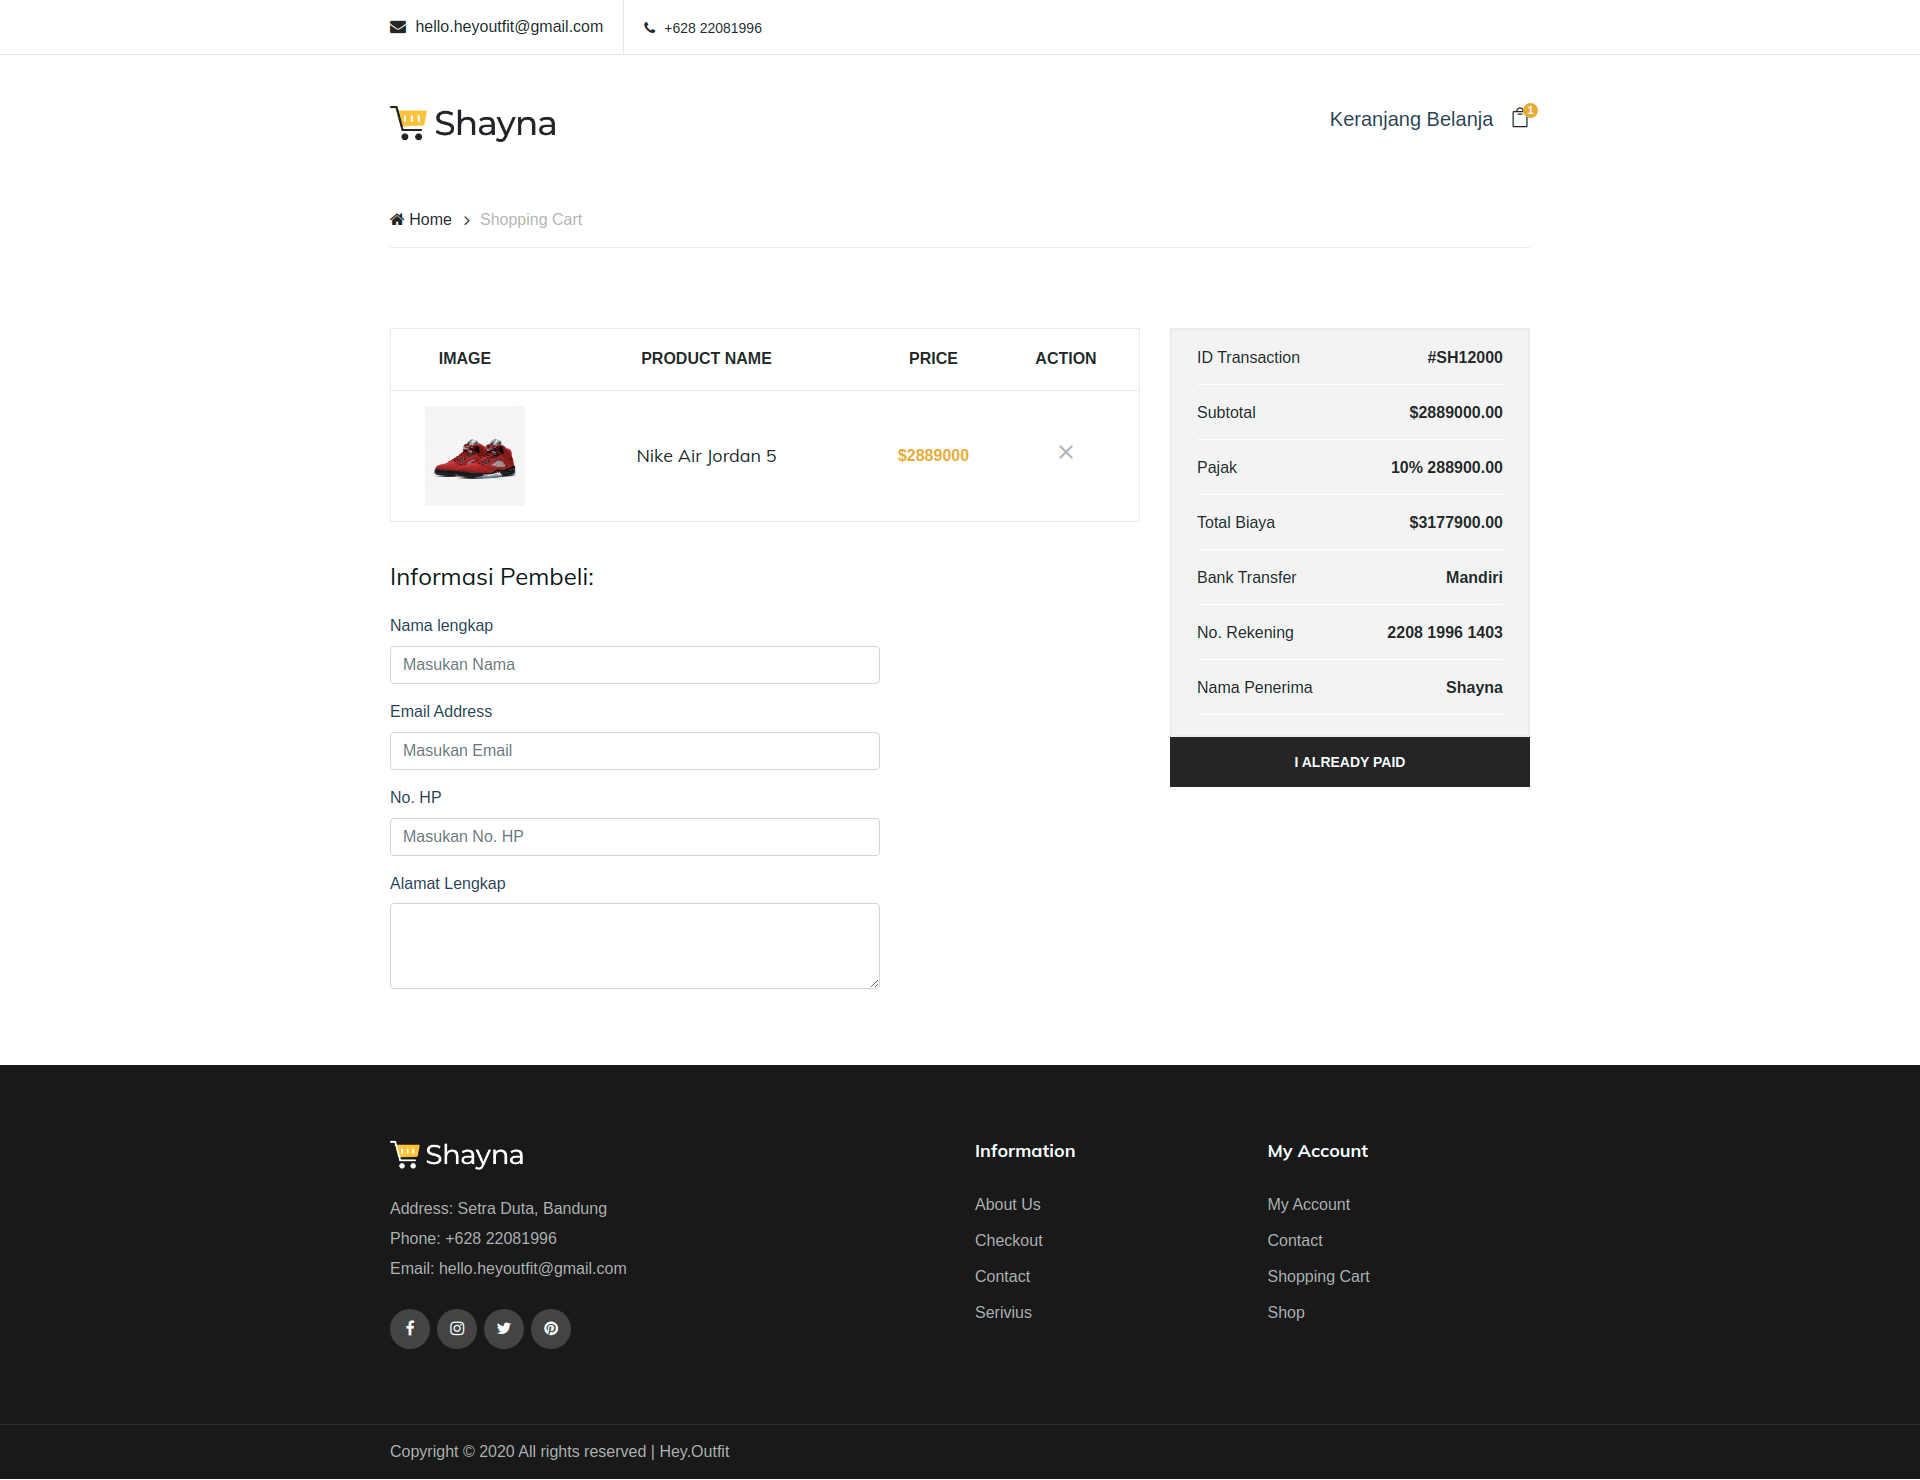 hello.heyoutfit@gmail.com
+628 22081996
Shayna
Keranjang Belanja
1
Home
Shopping Cart
IMAGE PRODUCT NAME PRICE ACTION
Nike Air Jordan 5 $2889000
ID Transaction #SH12000
Subtotal $2889000.00
Pajak 10% 288900.00
Total Biaya $3177900.00
Bank Transfer Mandiri
No. Rekening 2208 1996 1403
Nama Penerima Shayna
I ALREADY PAID
Informasi Pembeli:
Nama lengkap
Masukan Nama
Email Address
Masukan Email
No. HP
Masukan No. HP
Alamat Lengkap
Shayna
Address: Setra Duta, Bandung
Phone: +628 22081996
Email: hello.heyoutfit@gmail.com
Information
About Us
Checkout
Contact
Serivius
My Account
My Account
Contact
Shopping Cart
Shop
Copyright © 2020 All rights reserved | Hey.Outfit